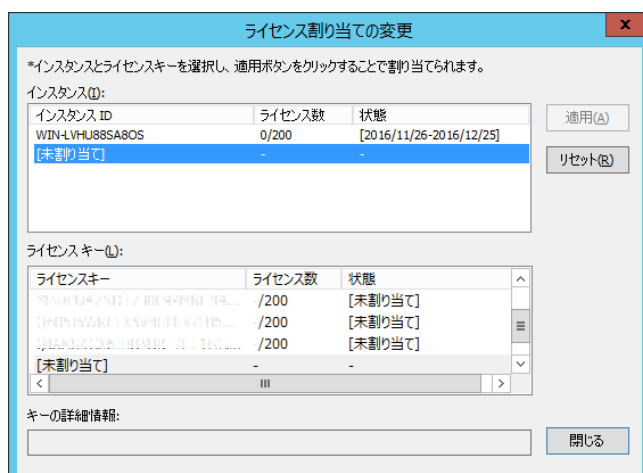 ライセンス割り当ての変更
x
*インスタンスとライセンスキーを選択し、適用ボタンをクリックすることで割り当てられます。
インスタンス(I):
インスタンス ID ライセンス数 状態
WIN-LVHU88SA8OS 0/200 [2016/11/26-2016/12/25]
[未割り当て] - -
適用(A)
リセット(R)
ライセンス キー(L):
ライセンスキー ライセンス数 状態
-/200 [未割り当て]
-/200 [未割り当て]
-/200 [未割り当て]
[未割り当て] - -
キーの詳細情報:
閉じる